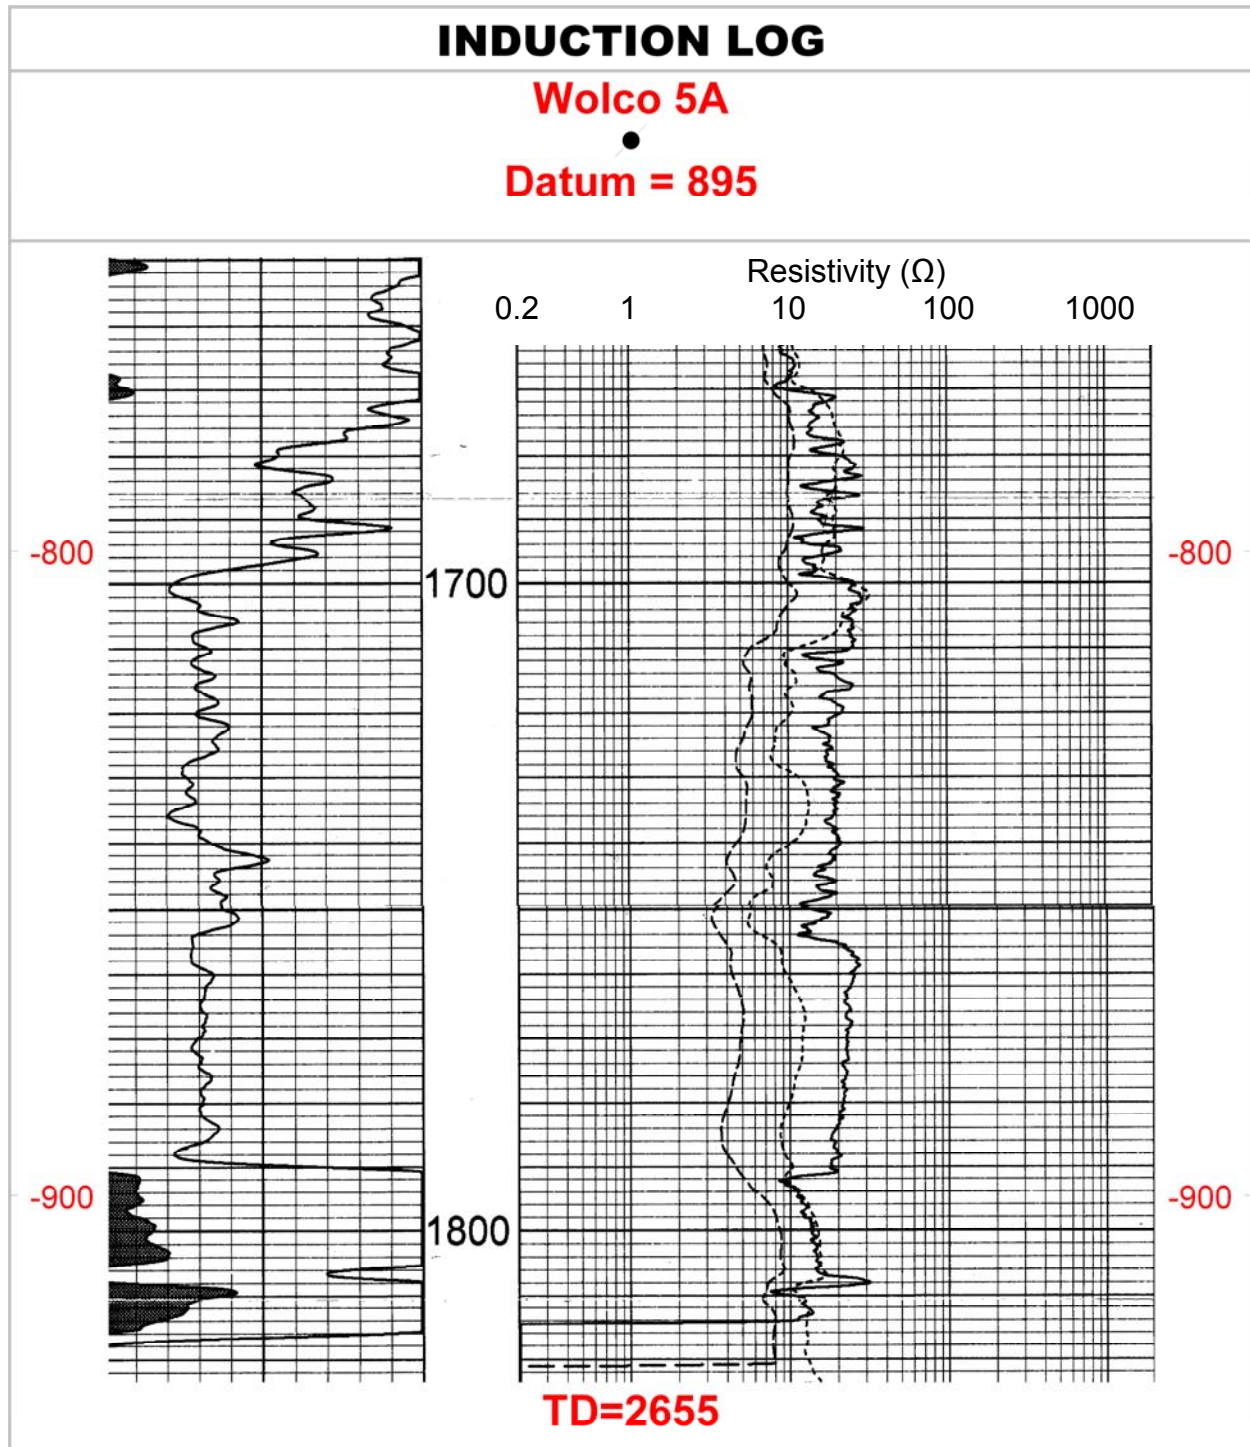 INDUCTION LOG
Wolco 5A
Datum = 895
Resistivity (Ω)
0.2 1 10 100 1000
-800 -800
1700
-900 -900
1800
TD=2655